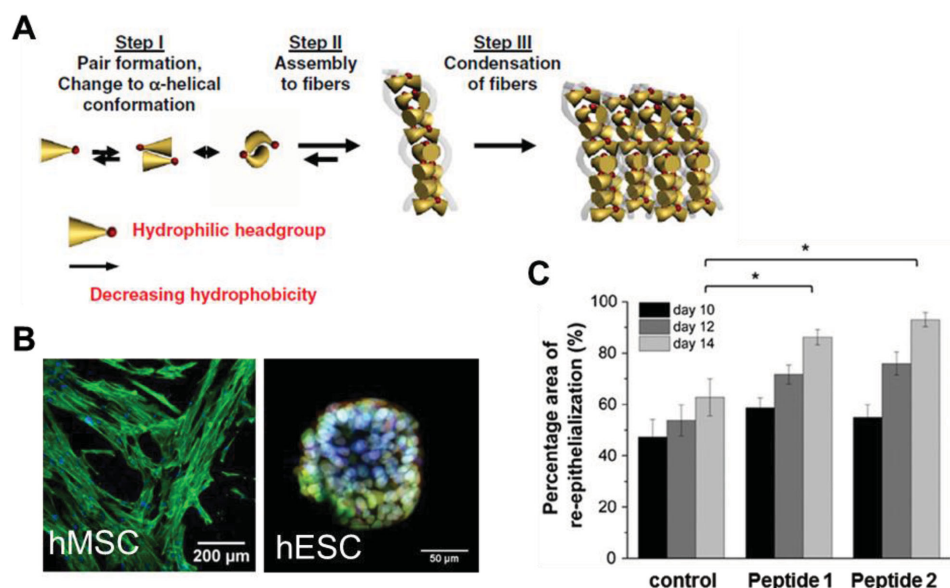 A
Step I
Pair formation,
Change to α-helical
conformation
Step II
Assembly
to fibers
Step III
Condensation
of fibers
Hydrophilic headgroup
Decreasing hydrophobicity
B
hMSC
200 µm
hESC
50 µm
C
*
*
Percentage area of
re-epithelialization (%)
100
80
60
40
20
0
day 10
day 12
day 14
control
Peptide 1
Peptide 2